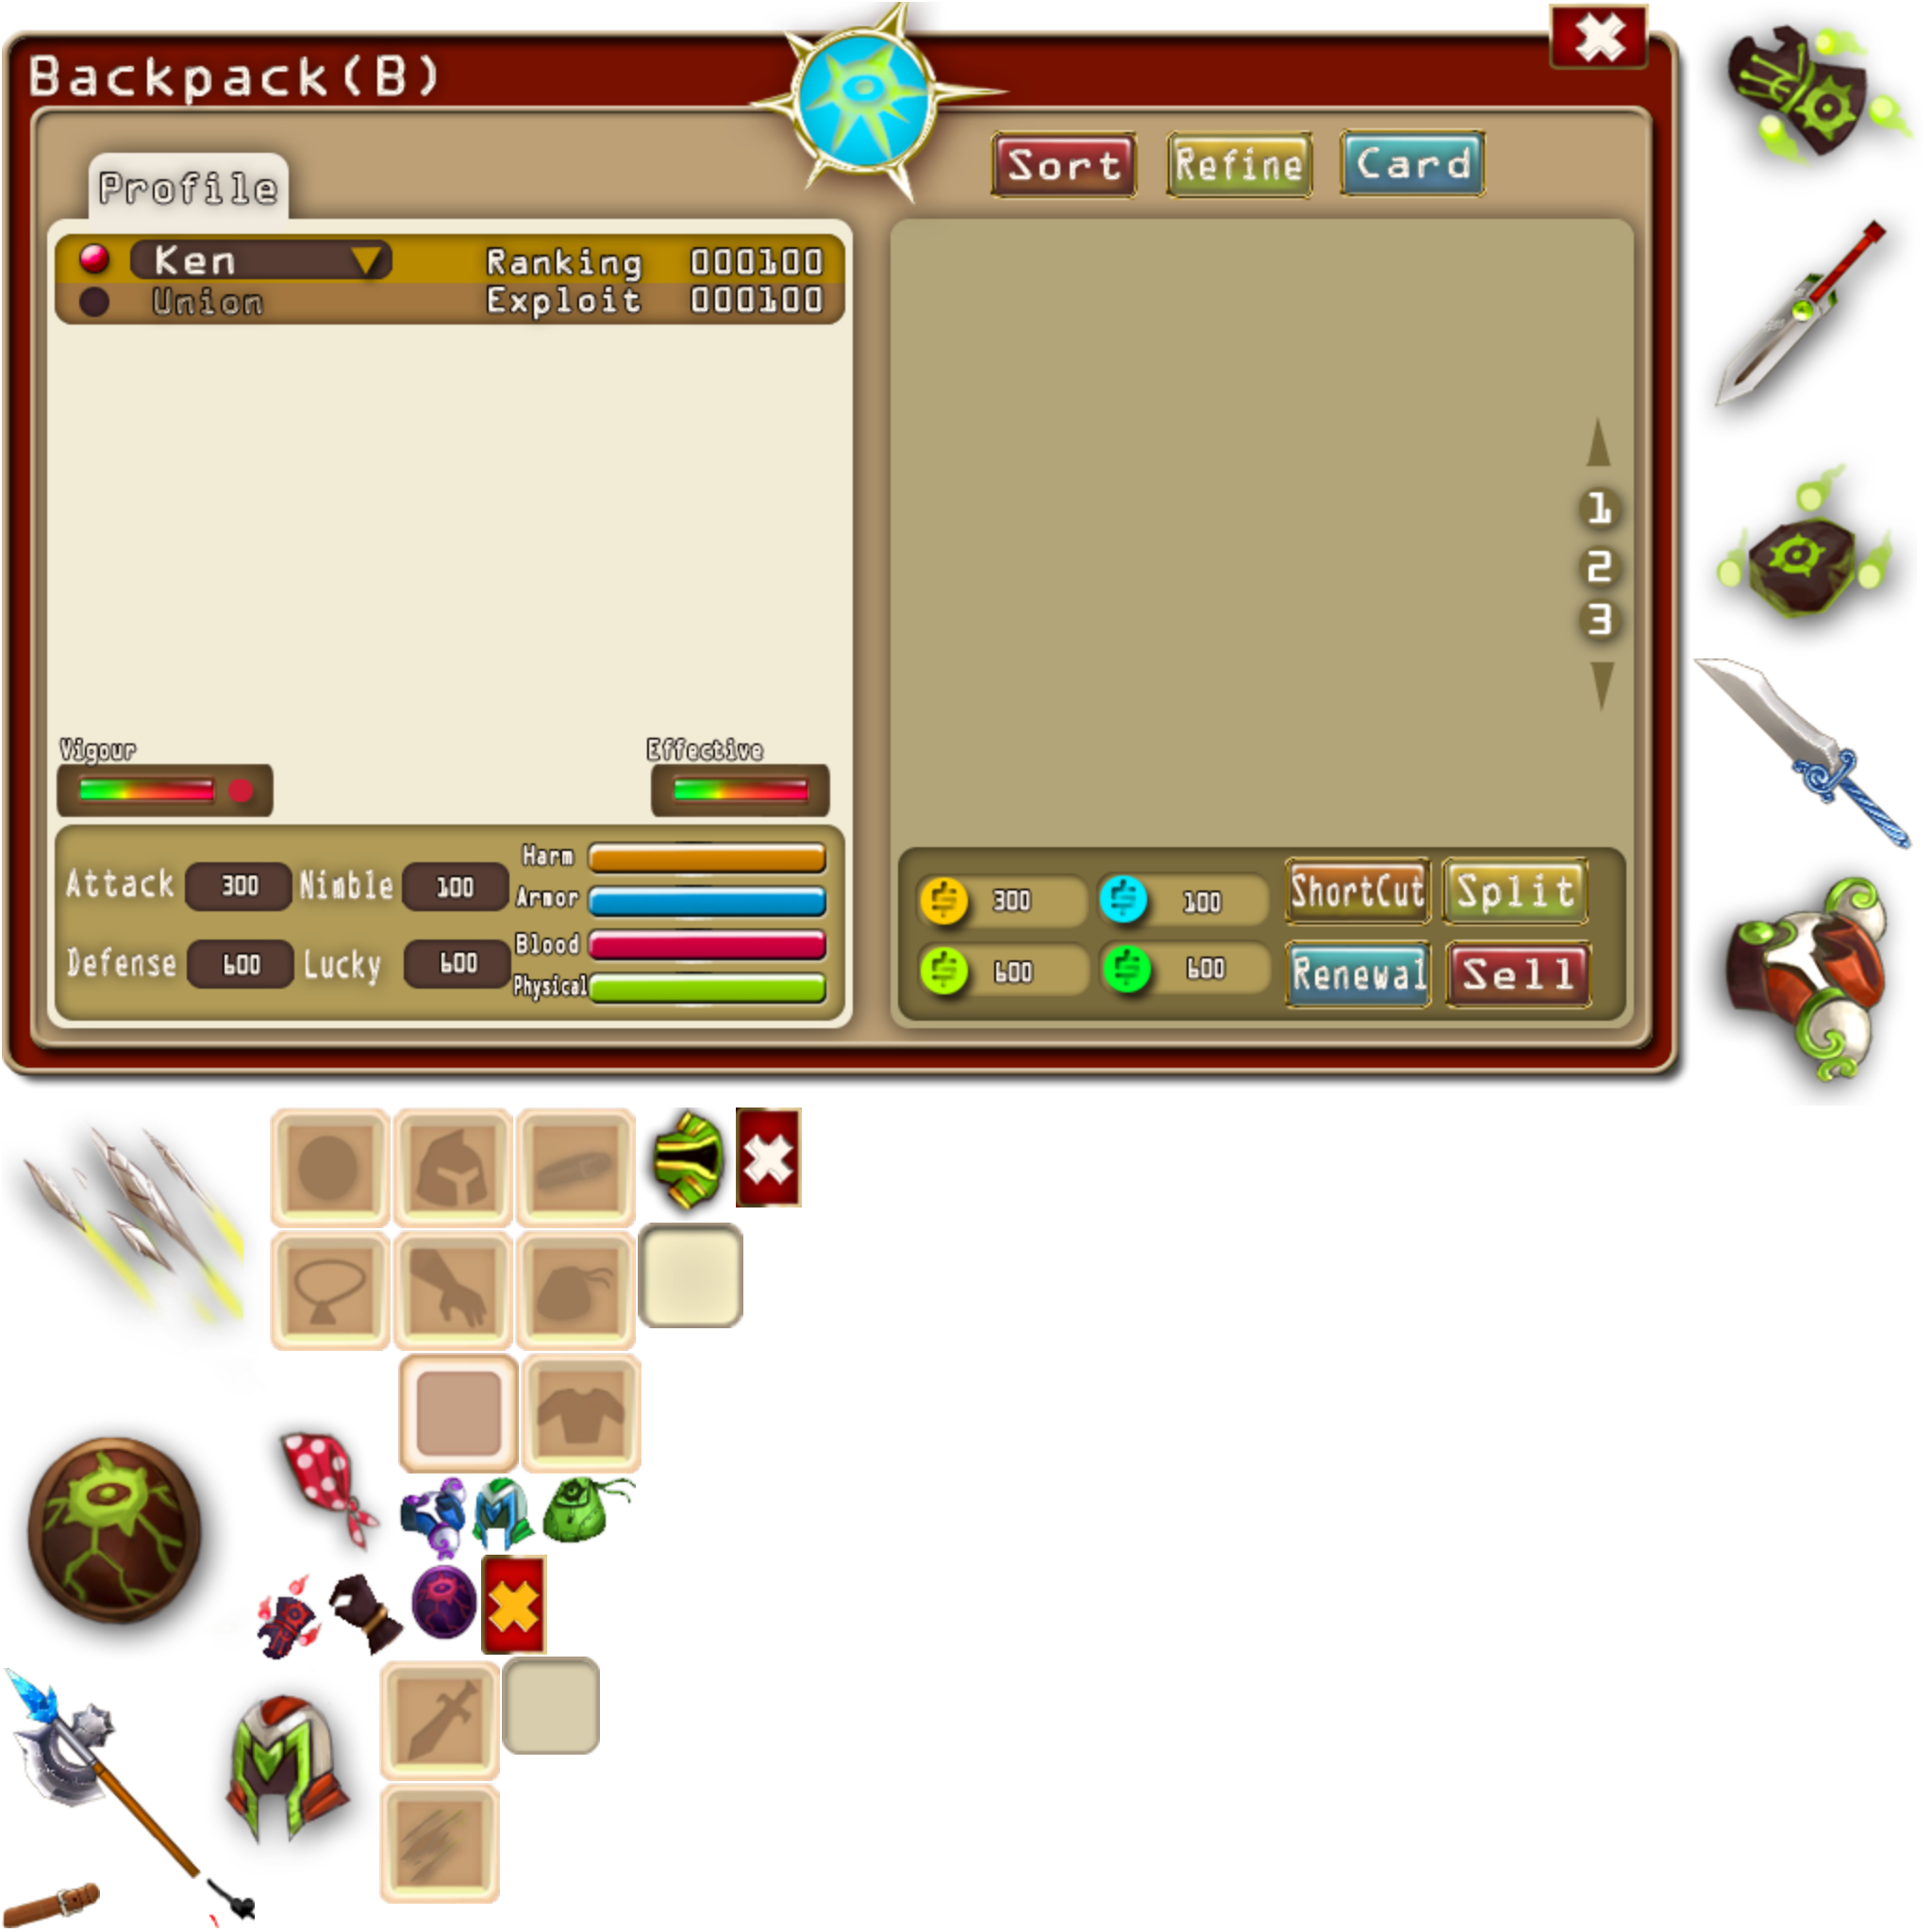 Backpack(B)
Sort Refine Card
Profile
Ken Ranking 000100
Union Exploit 000100
1
2
3
Vigour Effective
Attack 300 Nimble 100
Defense 600 Lucky 600
Harm
Armor
Blood
Physical
300 100 ShortCut Split
600 600 Renewal Sell